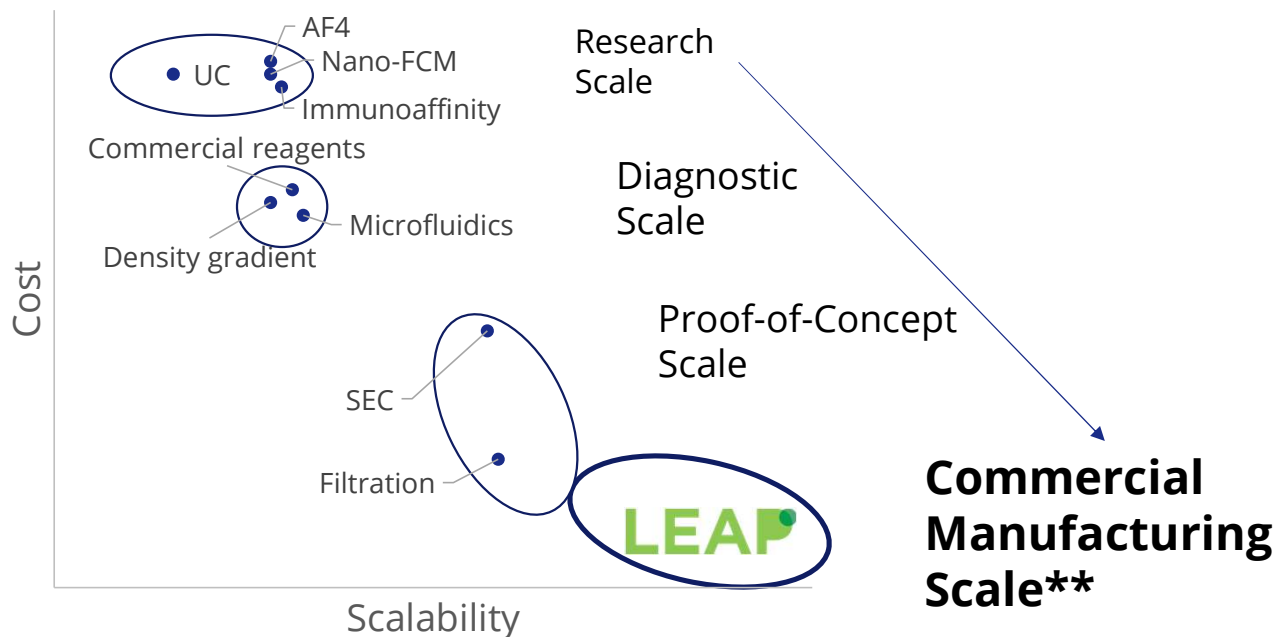 AF4
UC
Nano-FCM
Immunoaffinity
Commercial reagents
Microfluidics
Density gradient
SEC
Filtration
LEAP
Cost
Scalability
Research
Scale
Diagnostic
Scale
Proof-of-Concept
Scale
Commercial
Manufacturing
Scale**